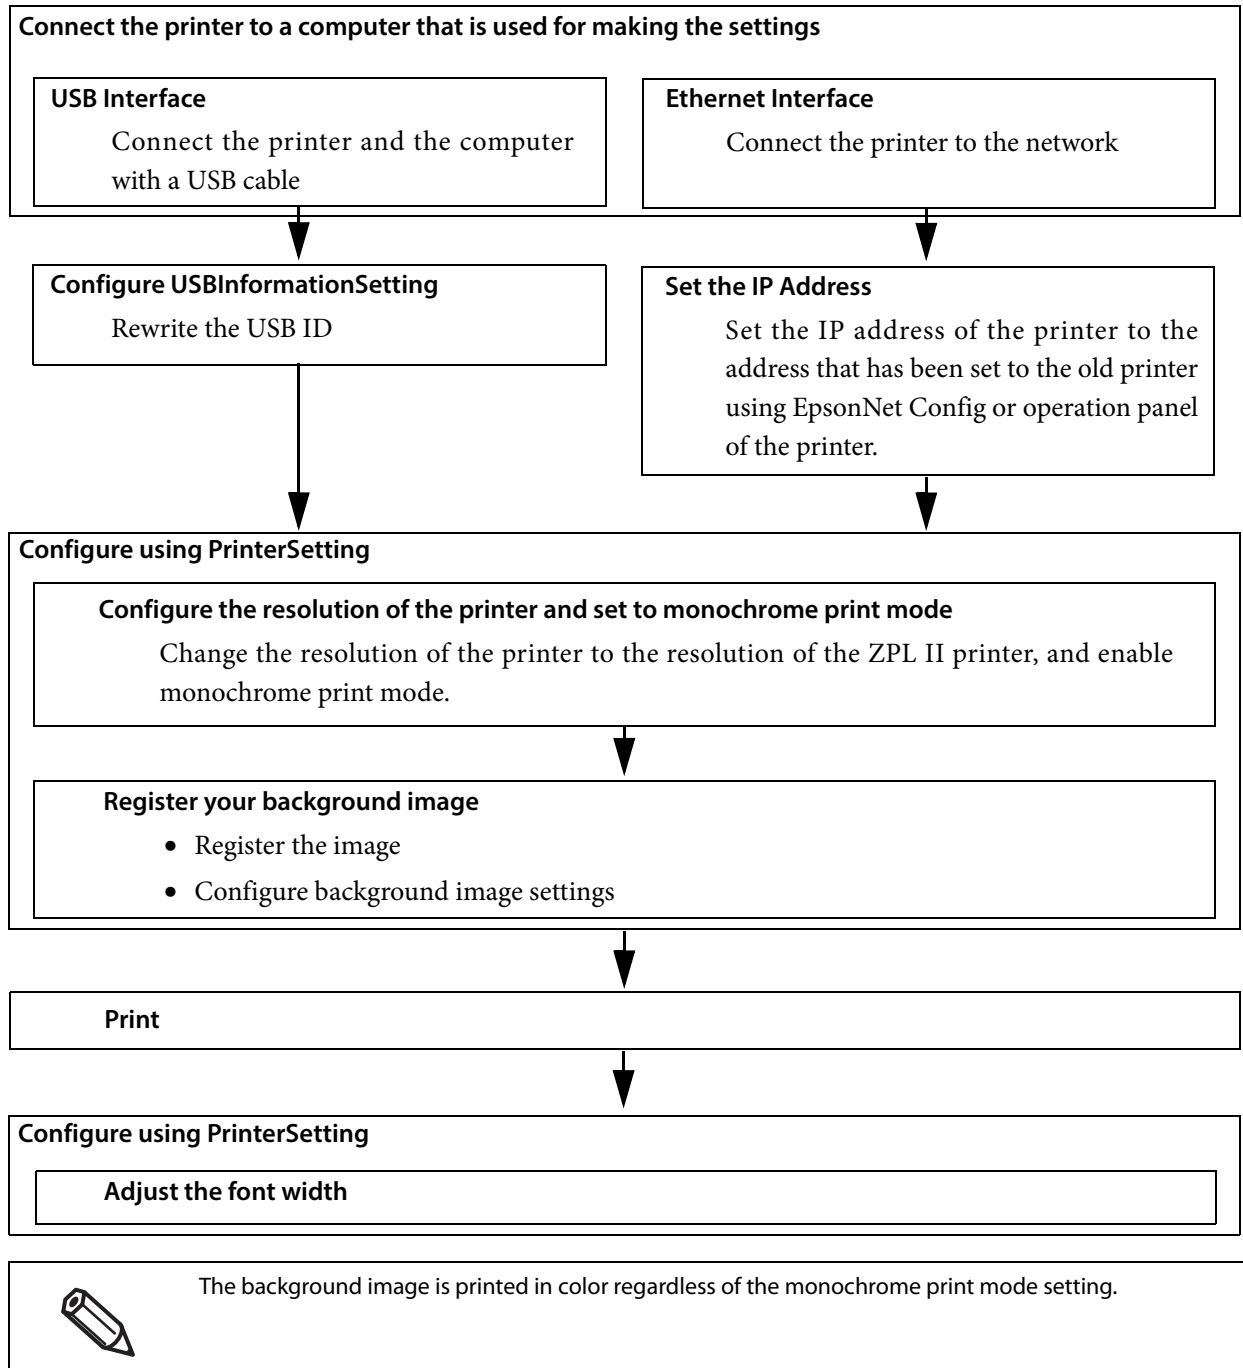 Connect the printer to a computer that is used for making the settings
USB Interface
Connect the printer and the computer
with a USB cable
Ethernet Interface
Connect the printer to the network
Configure USBInformationSetting
Rewrite the USB ID
Set the IP Address
Set the IP address of the printer to the
address that has been set to the old printer
using EpsonNet Config or operation panel
of the printer.
Configure using PrinterSetting
Configure the resolution of the printer and set to monochrome print mode
Change the resolution of the printer to the resolution of the ZPL II printer, and enable
monochrome print mode.
Register your background image
• Register the image
• Configure background image settings
Print
Configure using PrinterSetting
Adjust the font width
The background image is printed in color regardless of the monochrome print mode setting.